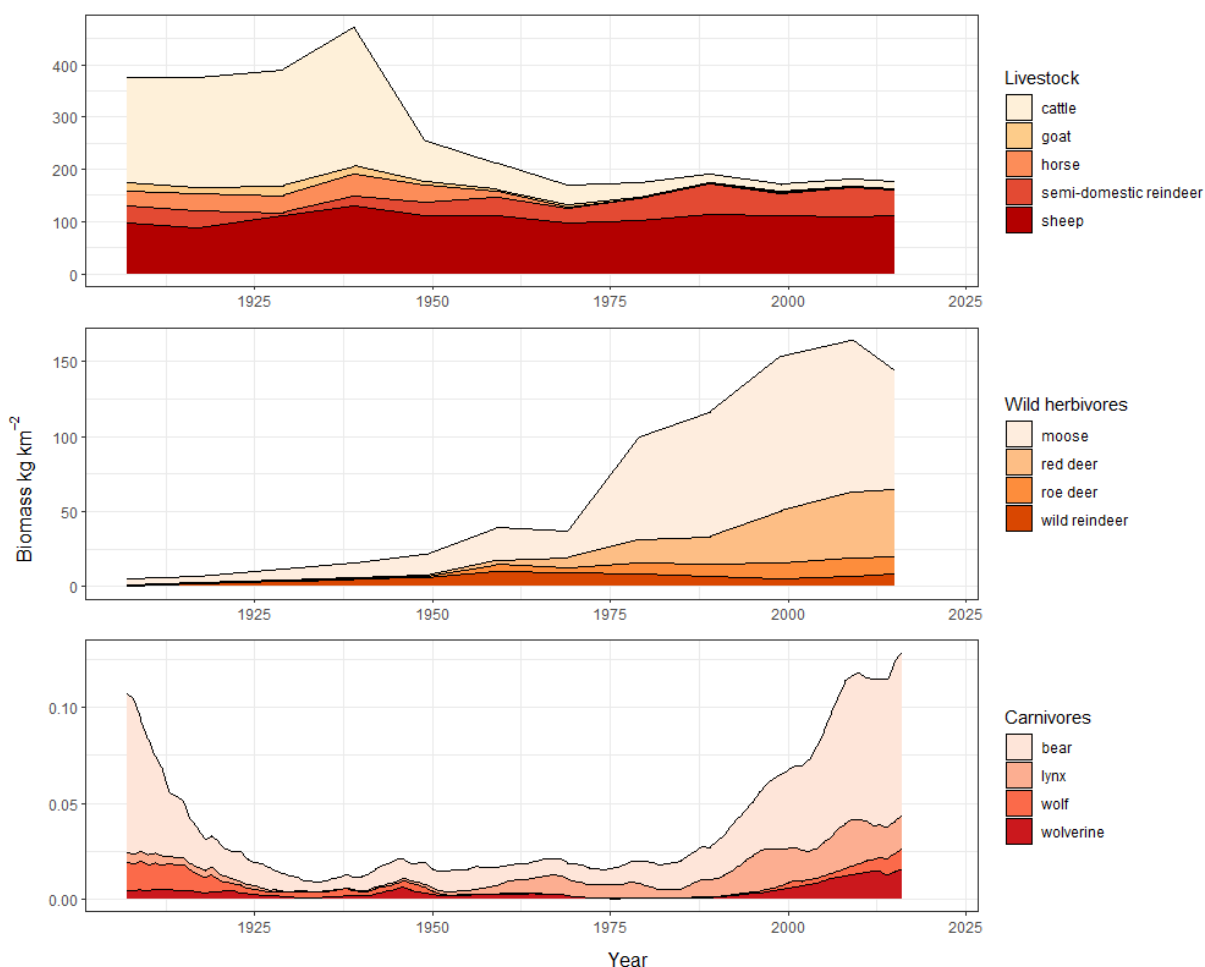 Livestock
cattle
goat
horse
semi-domestic reindeer
sheep
400
300
200
100
0
1925 1950 1975 2000 2025
Wild herbivores
moose
red deer
roe deer
wild reindeer
150
100
50
0
1925 1950 1975 2000 2025
Biomass kg km⁻²
Carnivores
bear
lynx
wolf
wolverine
0.10
0.05
0.00
1925 1950 1975 2000 2025
Year